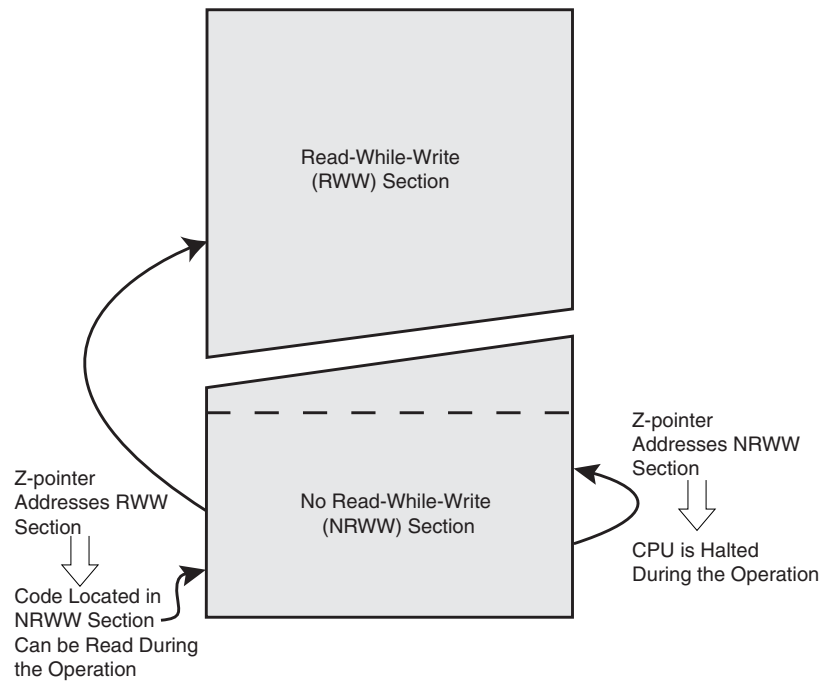 Read-While-Write
(RWW) Section
Z-pointer
Addresses NRWW
Section
Z-pointer
Addresses RWW
Section
No Read-While-Write
(NRWW) Section
CPU is Halted
During the Operation
Code Located in
NRWW Section
Can be Read During
the Operation